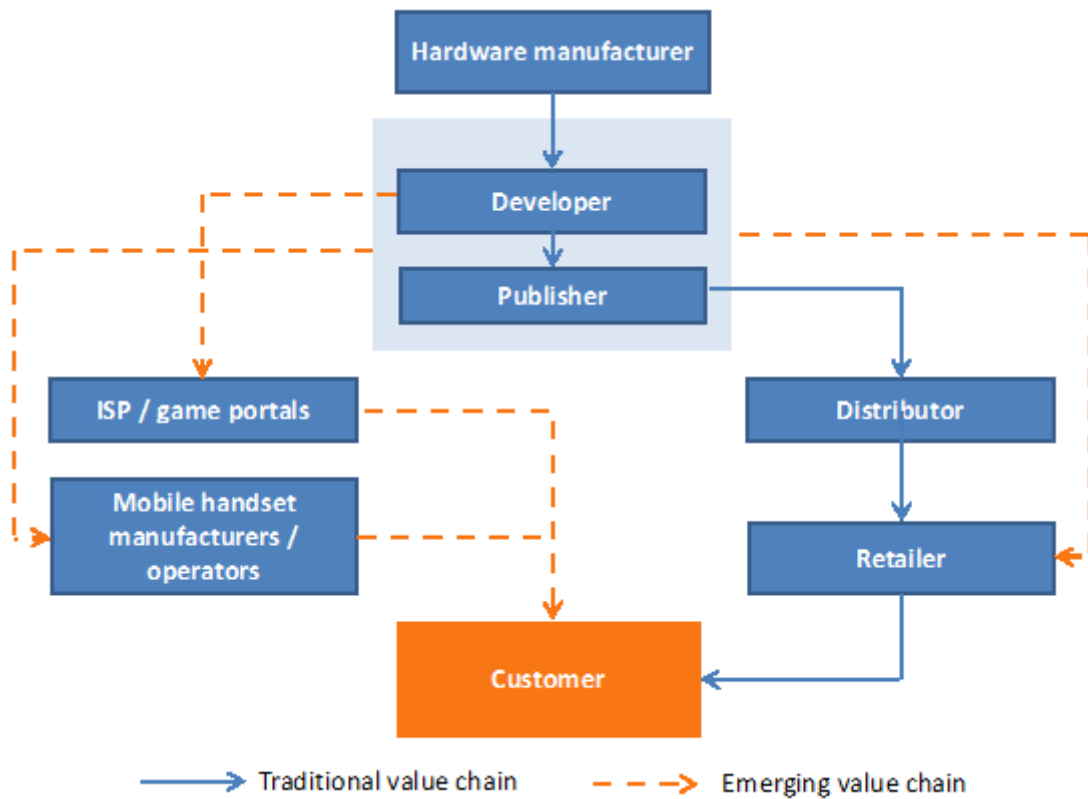 Hardware manufacturer
Developer
Publisher
ISP / game portals
Distributor
Mobile handset
manufacturers /
operators
Retailer
Customer
Traditional value chain
Emerging value chain